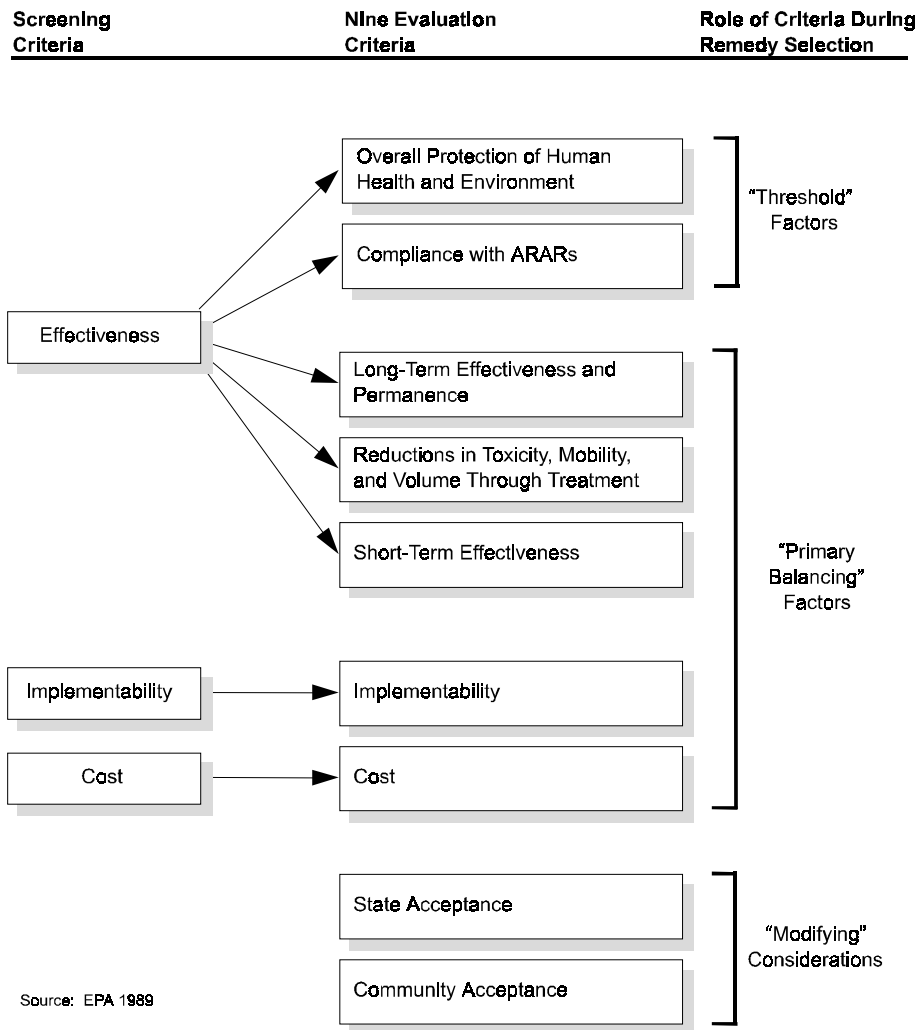 Screening
Criteria
Nine Evaluation
Criteria
Role of Criteria During
Remedy Selection
Overall Protection of Human
Health and Environment
Compliance with ARARs
"Threshold"
Factors
Effectiveness
Long-Term Effectiveness and
Permanence
Reductions in Toxicity, Mobility,
and Volume Through Treatment
Short-Term Effectiveness
"Primary
Balancing"
Factors
Implementability
Implementability
Cost
Cost
State Acceptance
Community Acceptance
"Modifying"
Considerations
Source: EPA 1989